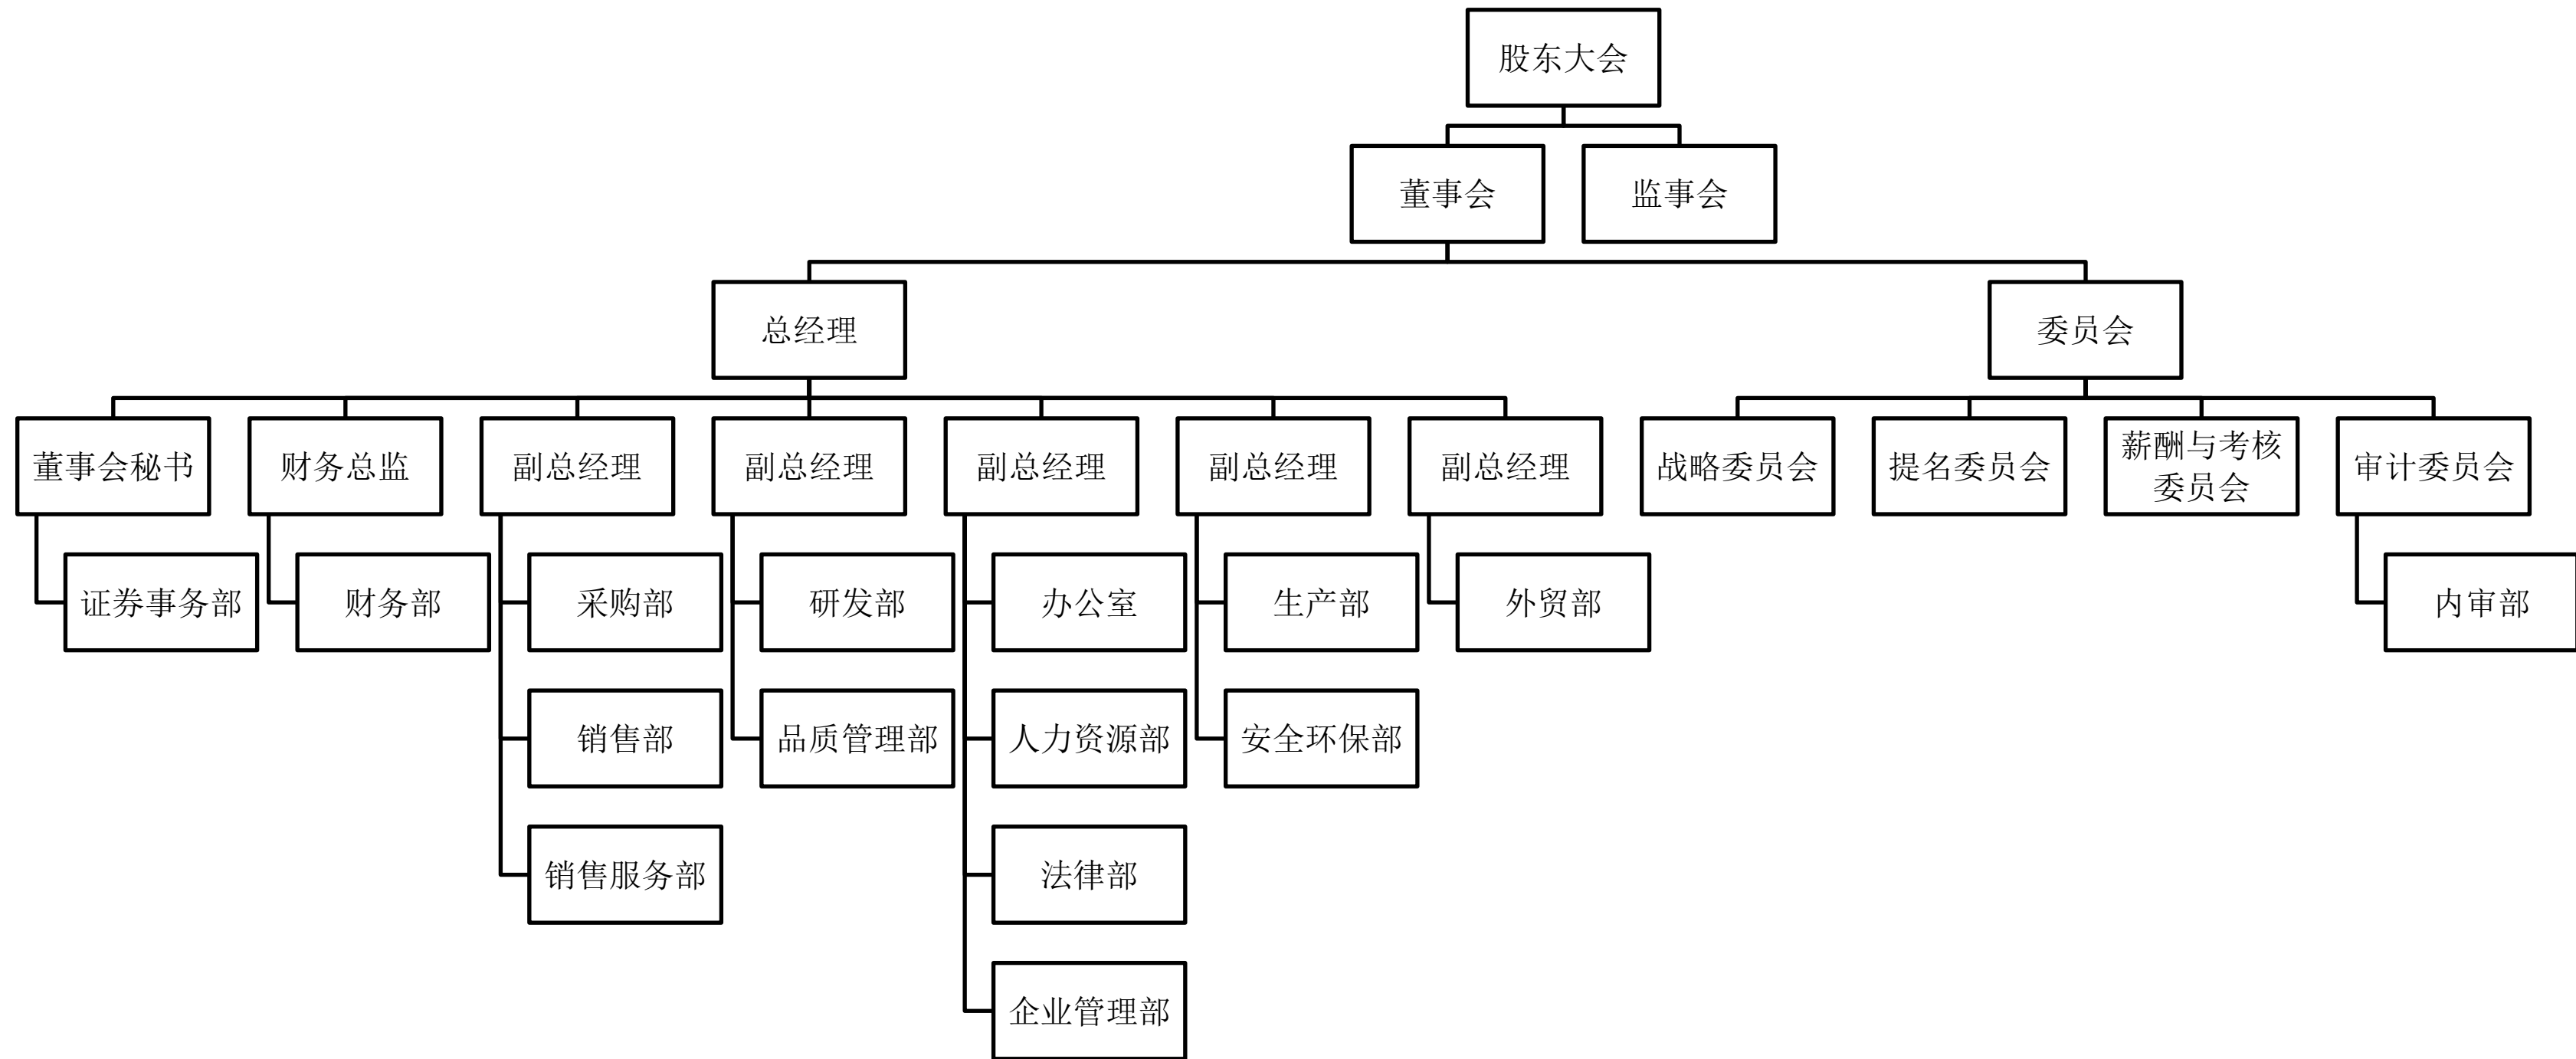 股东大会
董事会
监事会
总经理
委员会
董事会秘书
财务总监
副总经理
副总经理
副总经理
副总经理
副总经理
战略委员会
提名委员会
薪酬与考核
委员会
审计委员会
证券事务部
财务部
采购部
研发部
办公室
生产部
外贸部
内审部
销售部
品质管理部
人力资源部
安全环保部
销售服务部
法律部
企业管理部